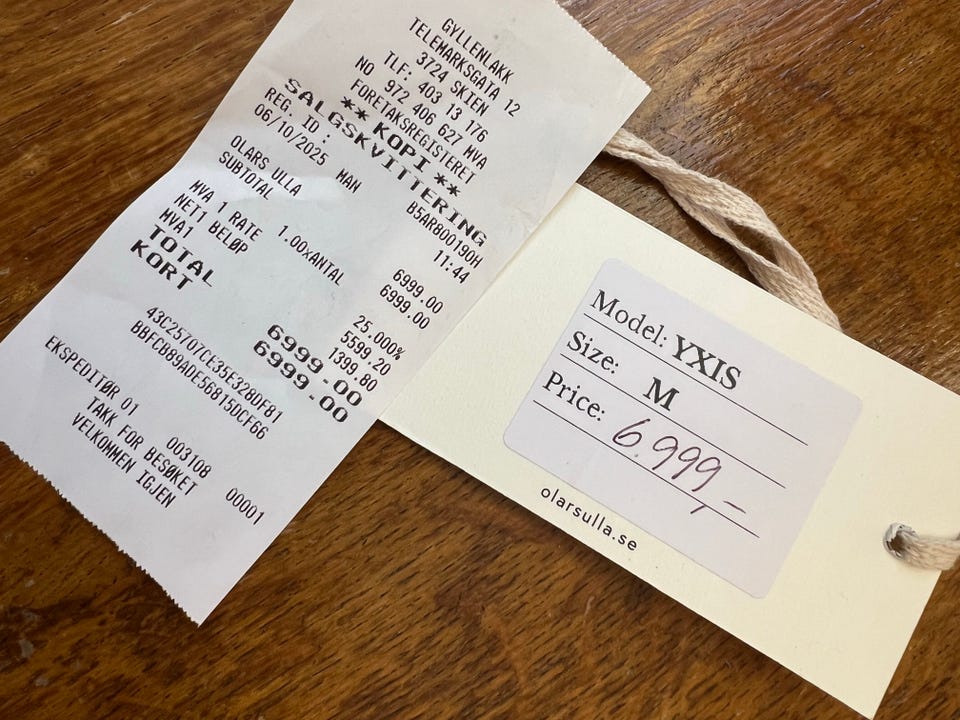 GYLLENLAKK
TELEMARKSGATA 12
3724 SKIEN
TLF: 403 13 176
NO 972 406 627 MVA
FORETAKSREGISTERET
** KOPI **
SALGSKVITTERING
REG. ID : B5AR800190H
06/10/2025 MAN 11:44
OLARS ULLA 6999.00
SUBTOTAL 6999.00
1.00xANTAL
MVA 1 RATE 25.000%
NET1 BELØP 5599.20
MVA1 1399.80
TOTAL 6999.00
KORT 6999.00
43C25707CE35E328DF81
BBFCB89ADE56815DCF66
EKSPEDITØR 01 003108 00001
TAKK FOR BESØKET
VELKOMMEN IGJEN
Model: YXIS
Size: M
Price: 6.999,-
olarsulla.se